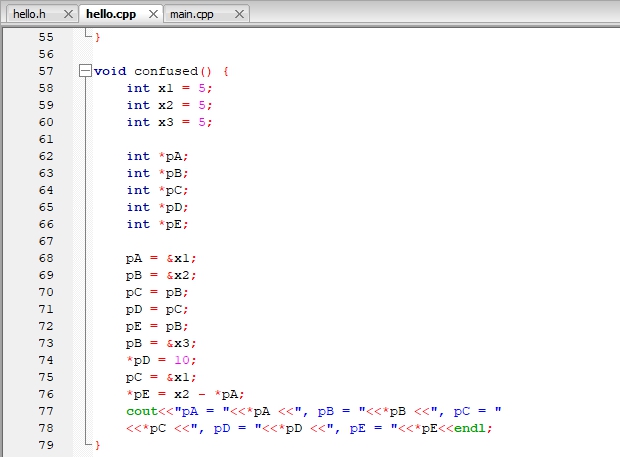 hello.h hello.cpp main.cpp
55 }
56
57 void confused() {
58 int x1 = 5;
59 int x2 = 5;
60 int x3 = 5;
61
62 int *pA;
63 int *pB;
64 int *pC;
65 int *pD;
66 int *pE;
67
68 pA = &x1;
69 pB = &x2;
70 pC = pB;
71 pD = pC;
72 pE = pB;
73 pB = &x3;
74 *pD = 10;
75 pC = &x1;
76 *pE = x2 - *pA;
77 cout<<"pA = "<<*pA <<", pB = "<<*pB <<", pC = "
78 <<*pC <<", pD = "<<*pD <<", pE = "<<*pE<<endl;
79 }